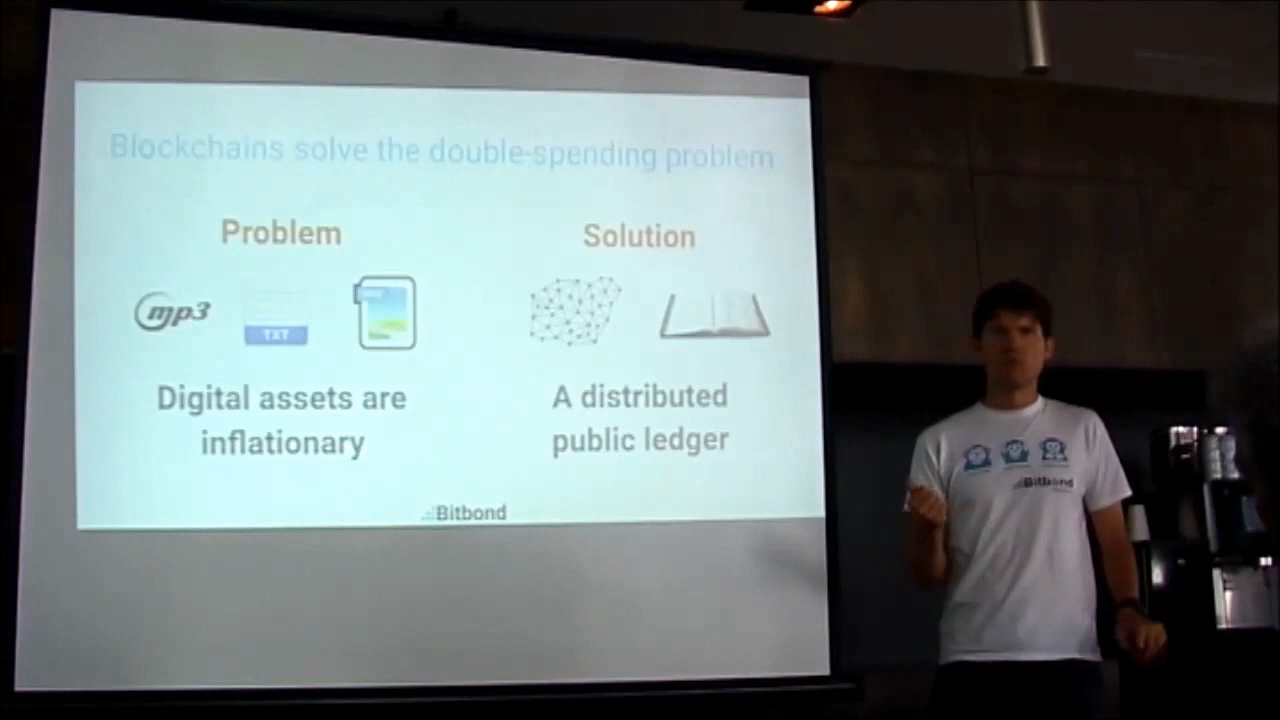 Blockchains solve the double-spending problem
Problem
Solution
mp3
TXT
Digital assets are
inflationary
A distributed
public ledger
Bitbond
Bitbond